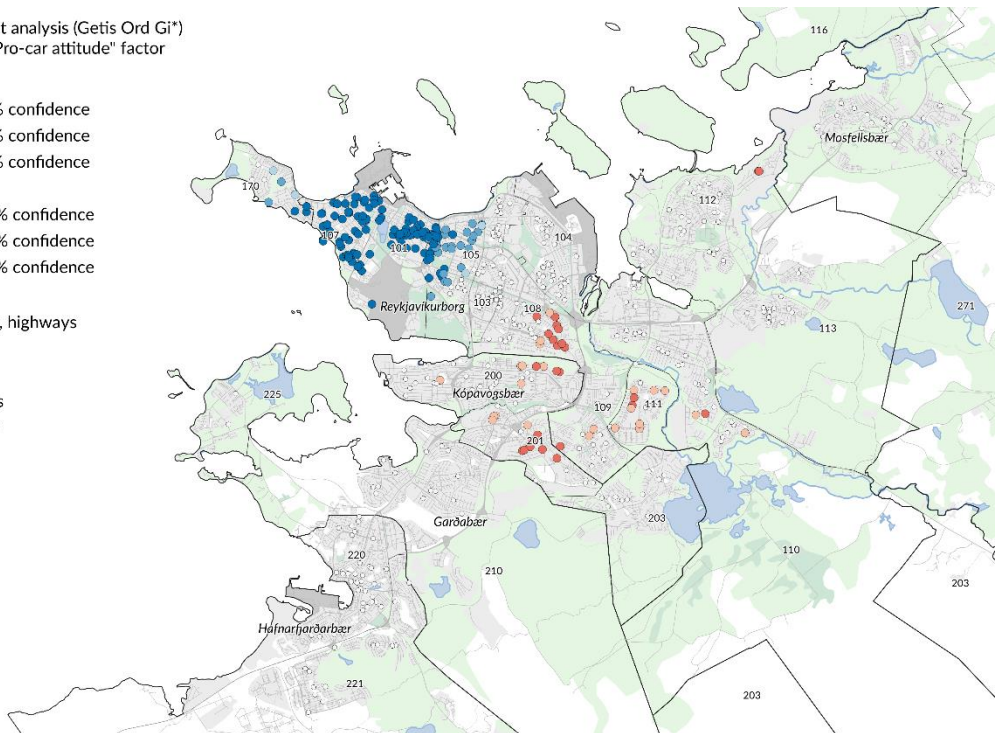 t analysis (Getis Ord Gi*)
Pro-car attitude" factor
% confidence
% confidence
% confidence
% confidence
% confidence
% confidence
, highways
s
116
Mosfellsbær
170
112
107
101
105
104
Reykjavíkurborg
103
108
271
113
200
Kópavogsbær
225
109
111
201
203
Garðabær
220
210
110
203
Hafnarfjarðarbær
221
203